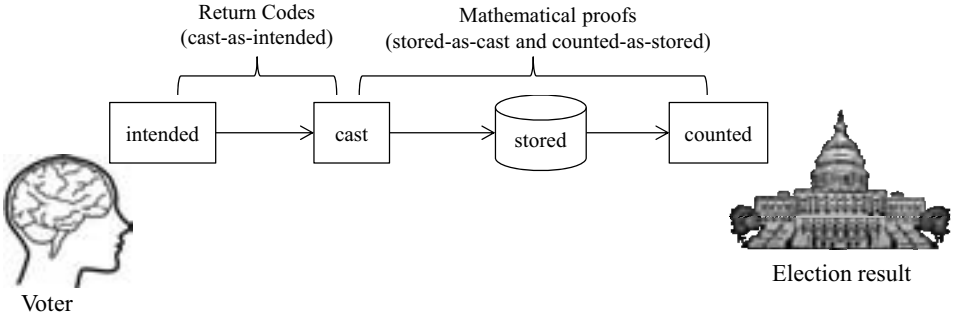 Return Codes
(cast-as-intended)
Mathematical proofs
(stored-as-cast and counted-as-stored)
intended
cast
stored
counted
Voter
Election result